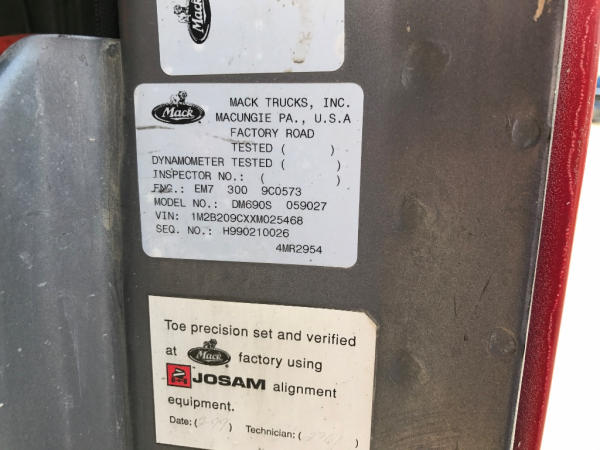 Mack
Mack
MACK TRUCKS, INC.
MACUNGIE PA., U.S.A
FACTORY ROAD
TESTED ( )
DYNAMOMETER TESTED ( )
INSPECTOR NO.: ( )
ENG.: EM7 300 9C0573
MODEL NO.: DM690S 059027
VIN: 1M2B209CXXM025468
SEQ. NO.: H990210026
4MR2954
Toe precision set and verified
at Mack factory using
JOSAM alignment
equipment.
Date: ( ) Technician: (